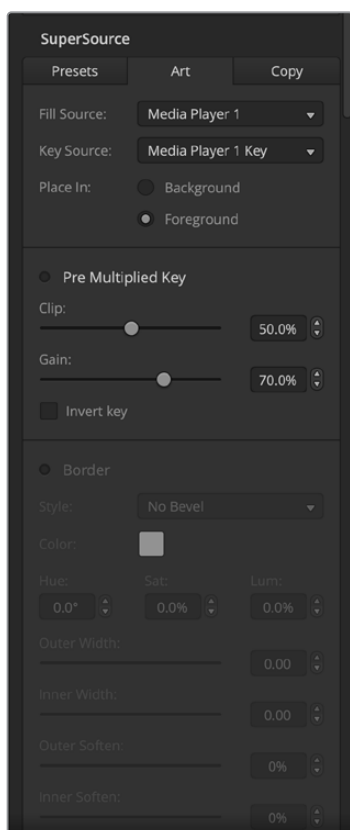 SuperSource
Presets Art Copy
Fill Source: Media Player 1
Key Source: Media Player 1 Key
Place In: Background
Foreground
Pre Multiplied Key
Clip:
50.0%
Gain:
70.0%
Invert key
Border
Style: No Bevel
Color:
Hue: Sat: Lum:
0.0° 0.0% 0.0%
Outer Width:
0.00
Inner Width:
0.00
Outer Soften:
0%
Inner Soften:
0%